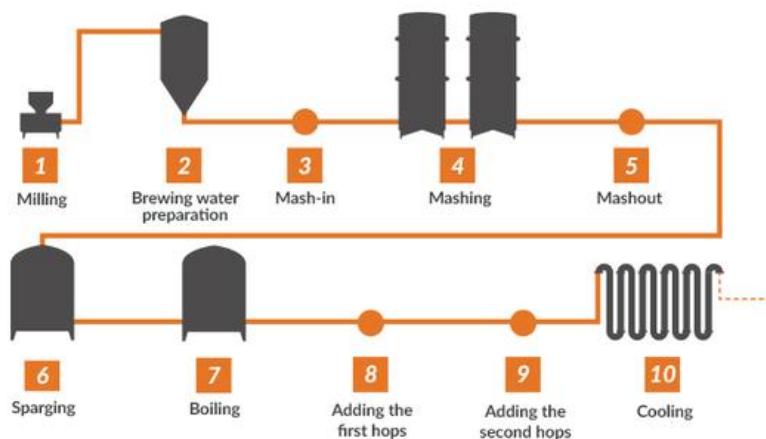 1
2
3
4
5
Milling
Brewing water
preparation
Mash-in
Mashing
Mashout
6
7
8
9
10
Sparging
Boiling
Adding the
first hops
Adding the
second hops
Cooling